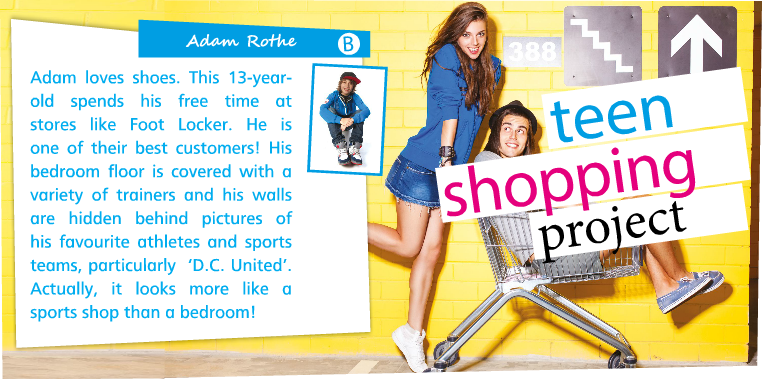 Adam Rothe
B
Adam loves shoes. This 13-year-
old spends his free time at
stores like Foot Locker. He is
one of their best customers! His
bedroom floor is covered with a
variety of trainers and his walls
are hidden behind pictures of
his favourite athletes and sports
teams, particularly 'D.C. United'.
Actually, it looks more like a
sports shop than a bedroom!
388
teen
shopping
project